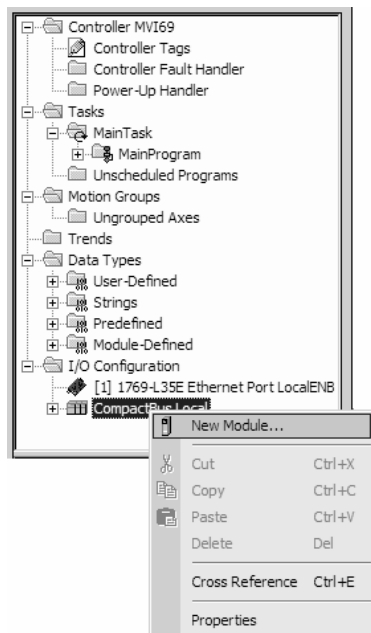 Controller MVI69
Controller Tags
Controller Fault Handler
Power-Up Handler
Tasks
MainTask
MainProgram
Unscheduled Programs
Motion Groups
Ungrouped Axes
Trends
Data Types
User-Defined
Strings
Predefined
Module-Defined
I/O Configuration
[1] 1769-L35E Ethernet Port LocalENB
CompactBus Local
New Module...
Cut Ctrl+X
Copy Ctrl+C
Paste Ctrl+V
Delete Del
Cross Reference Ctrl+E
Properties